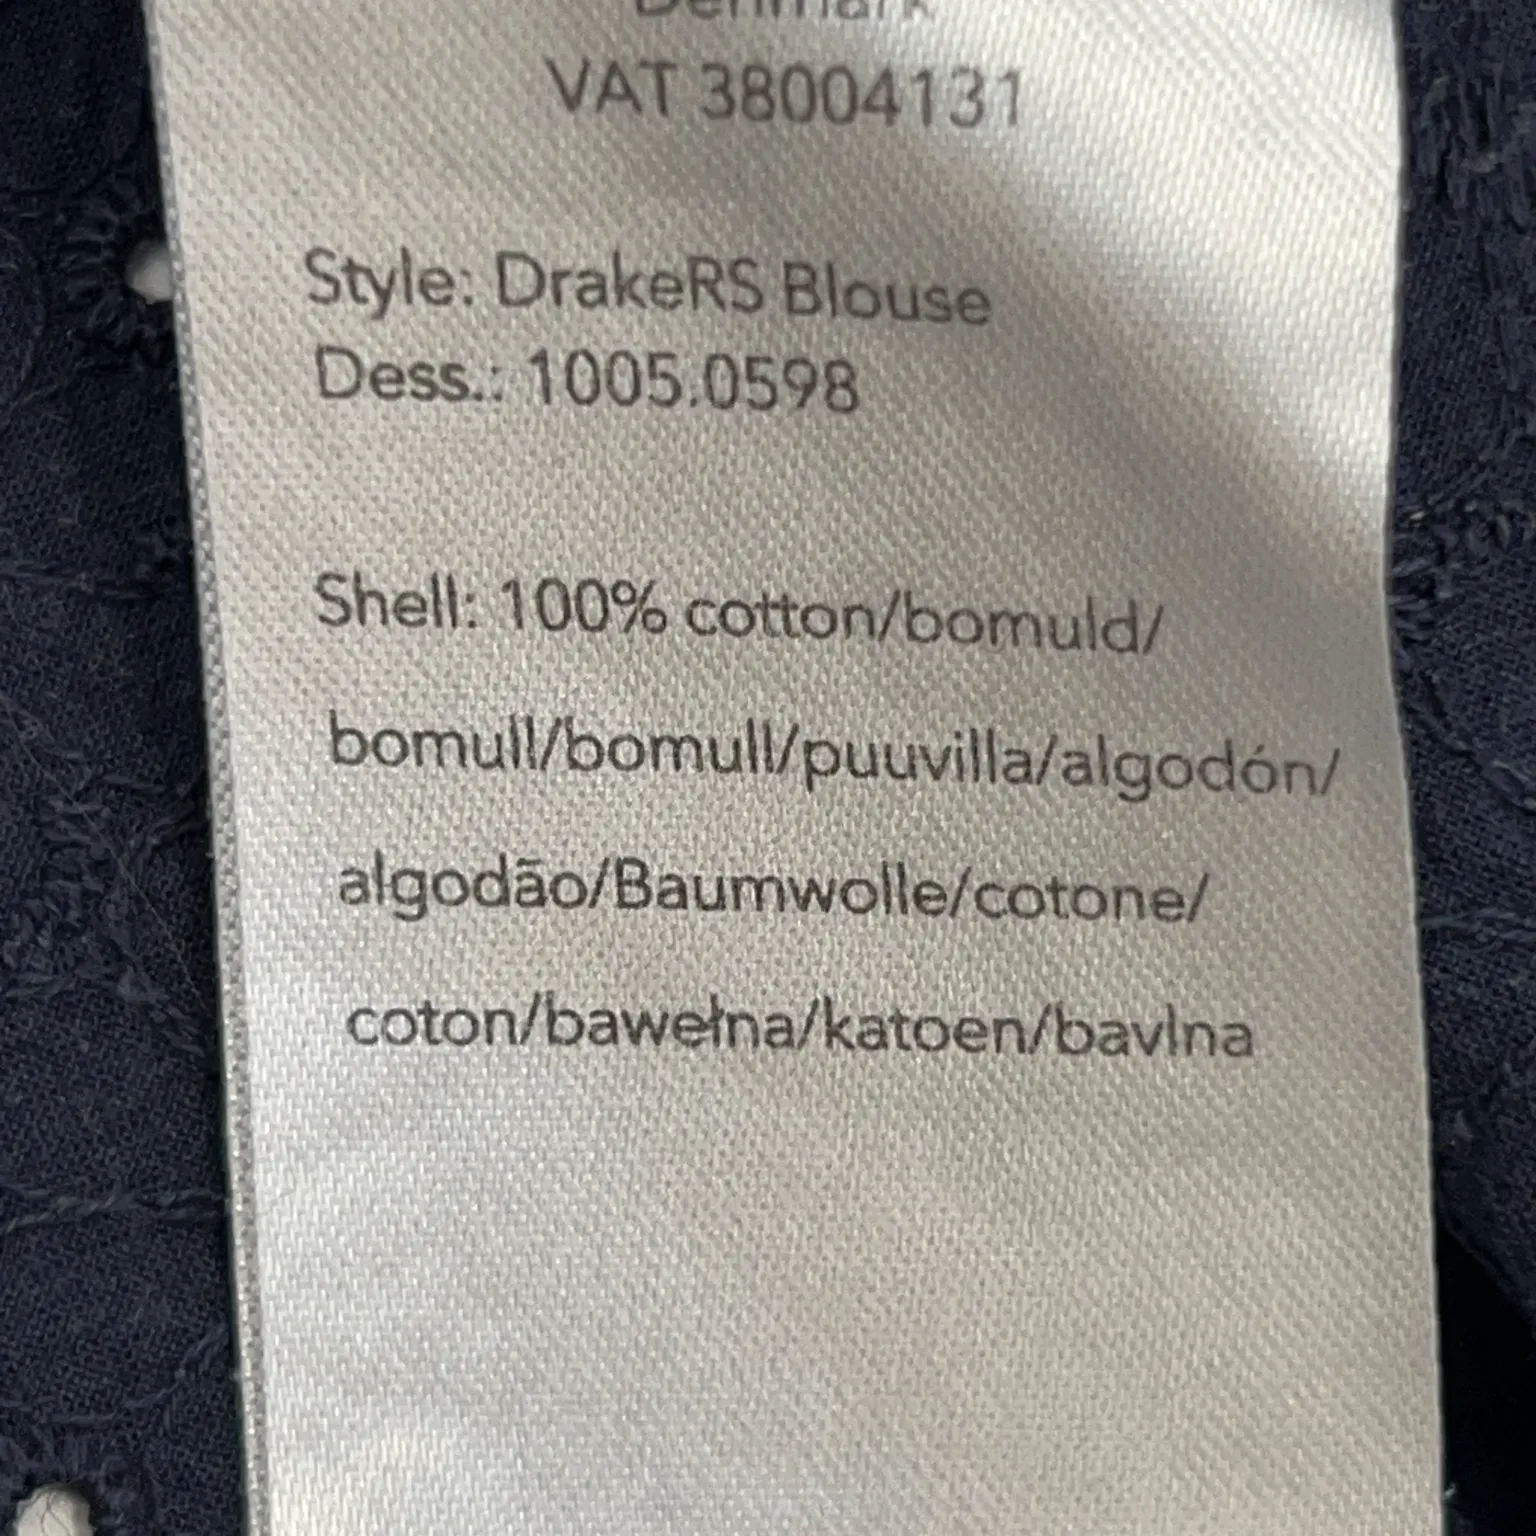 Denmark
VAT 38004131
Style: DrakeRS Blouse
Dess.: 1005.0598
Shell: 100% cotton/bomuld/
bomull/bomull/puuvilla/algodón/
algodão/Baumwolle/cotone/
coton/bawełna/katoen/bavlna